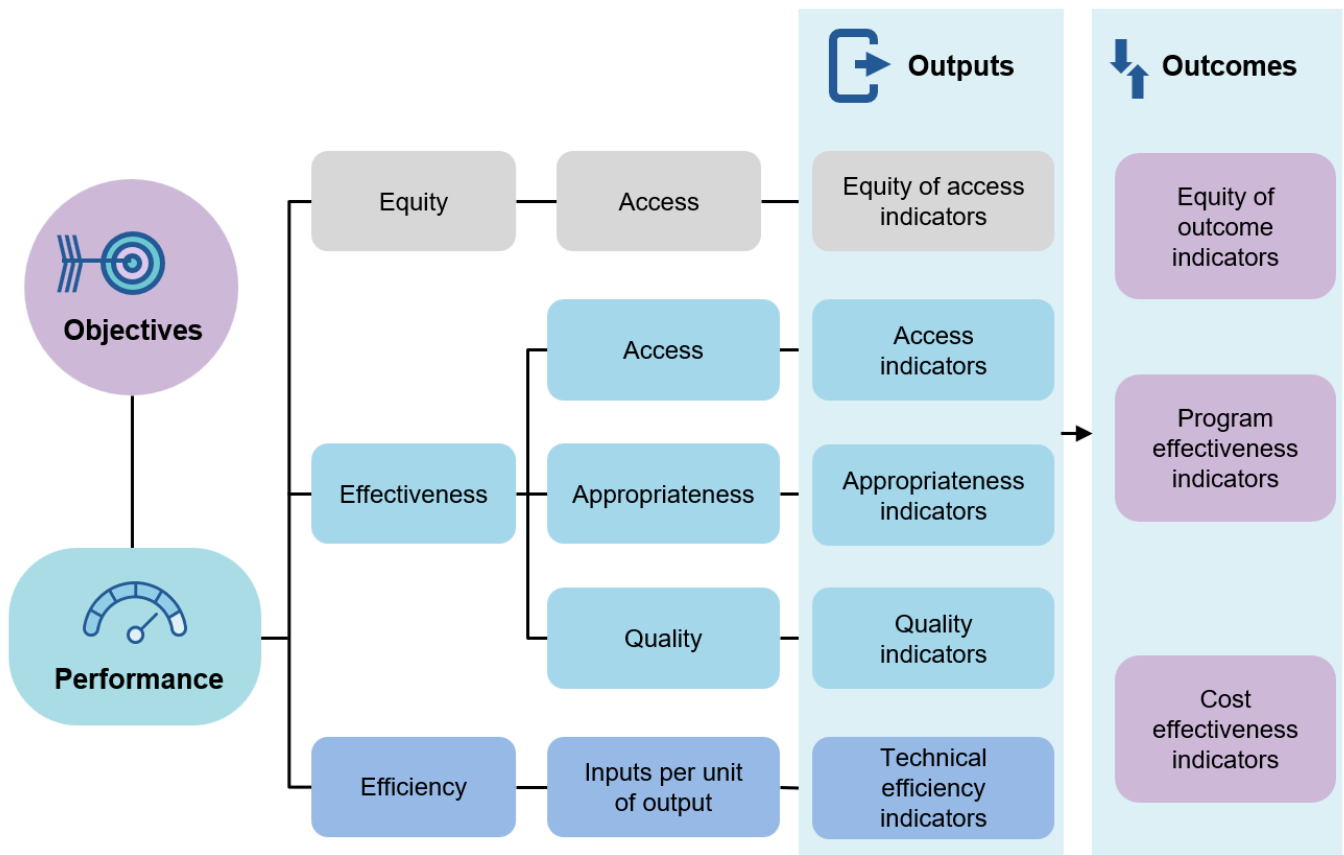 Outputs
Outcomes
Objectives
Performance
Equity
Access
Equity of access
indicators
Equity of
outcome
indicators
Access
Access
indicators
Effectiveness
Appropriateness
Appropriateness
indicators
Program
effectiveness
indicators
Quality
Quality
indicators
Efficiency
Inputs per unit
of output
Technical
efficiency
indicators
Cost
effectiveness
indicators